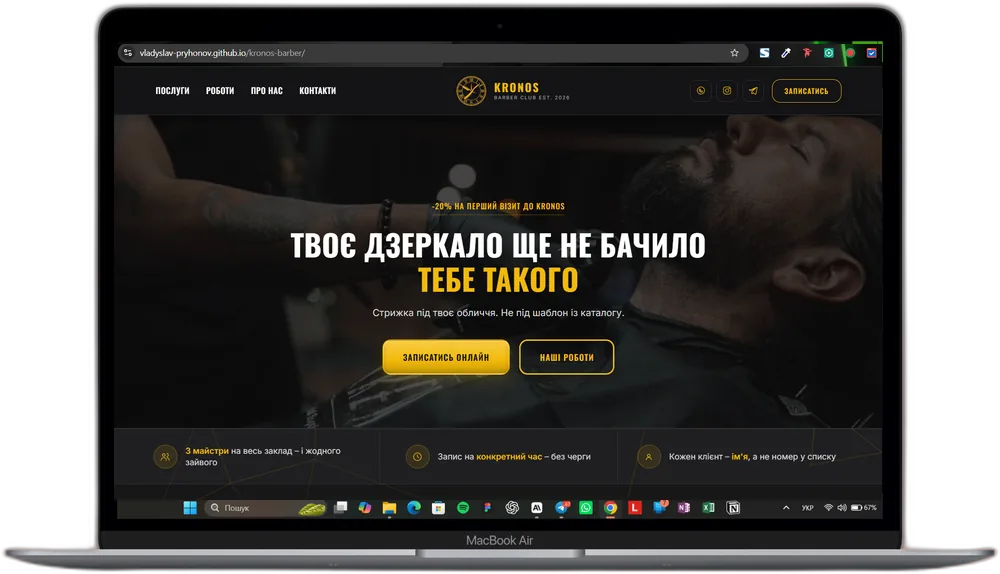 vladyslav-pryhonov.github.io/kronos-barber/
ПОСЛУГИ РОБОТИ ПРО НАС КОНТАКТИ
KRONOS
BARBER CLUB EST. 2026
ЗАПИСАТИСЬ
-20% НА ПЕРШИЙ ВІЗИТ ДО KRONOS
ТВОЄ ДЗЕРКАЛО ЩЕ НЕ БАЧИЛО
ТЕБЕ ТАКОГО
Стрижка під твоє обличчя. Не під шаблон із каталогу.
ЗАПИСАТИСЬ ОНЛАЙН
НАШІ РОБОТИ
3 майстри на весь заклад – і жодного
зайвого
Запис на конкретний час – без черги
Кожен клієнт – ім'я, а не номер у списку
Пошук
УКР
67%
MacBook Air